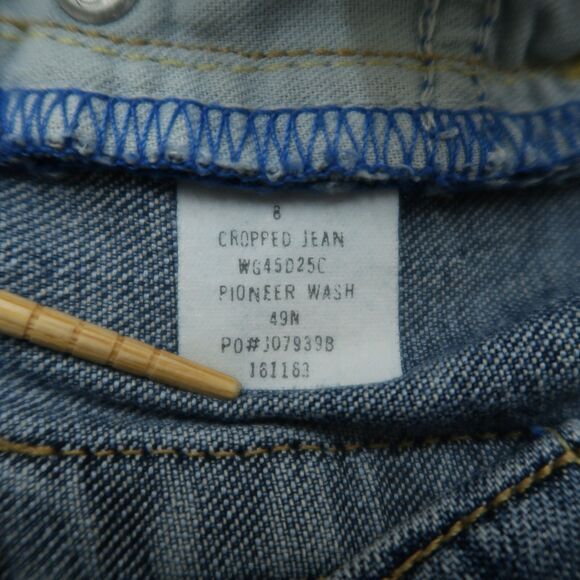 8
CROPPED JEAN
WG45D25C
PIONEER WASH
49N
PO#J07939B
161163